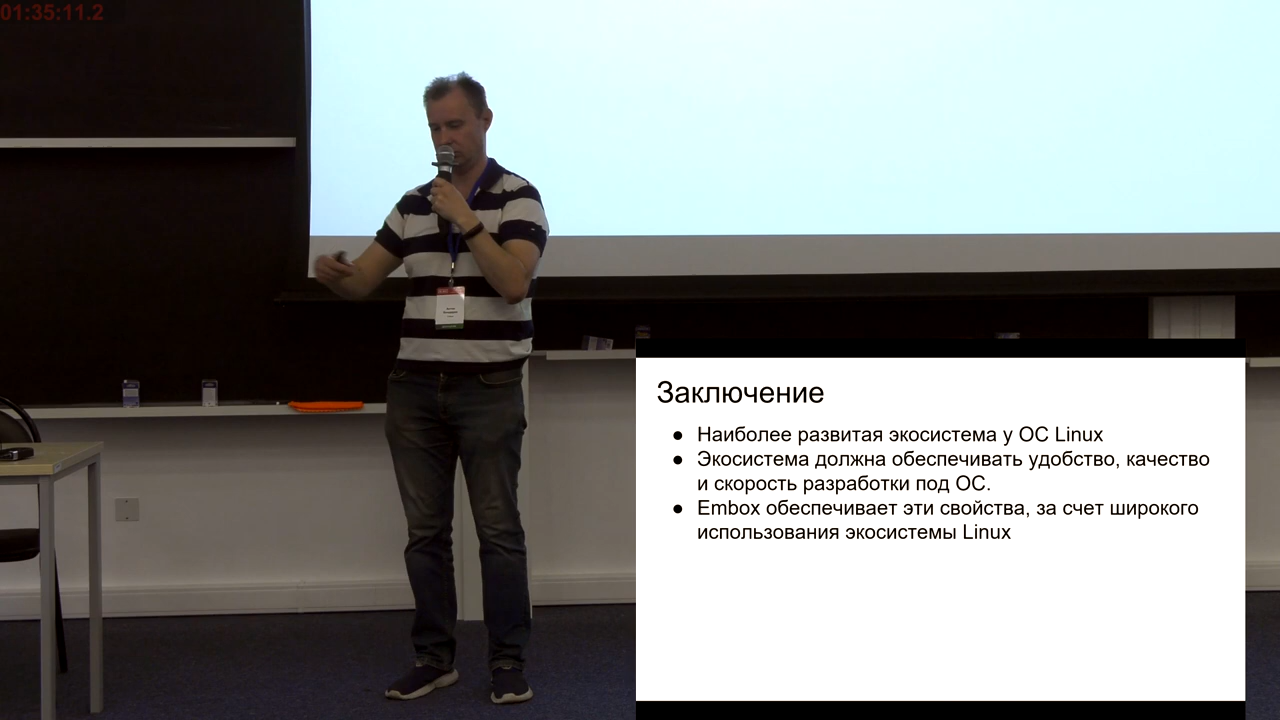 01:35:11.2
Заключение
● Наиболее развитая экосистема у ОС Linux
● Экосистема должна обеспечивать удобство, качество
и скорость разработки под ОС.
● Embox обеспечивает эти свойства, за счет широкого
использования экосистемы Linux